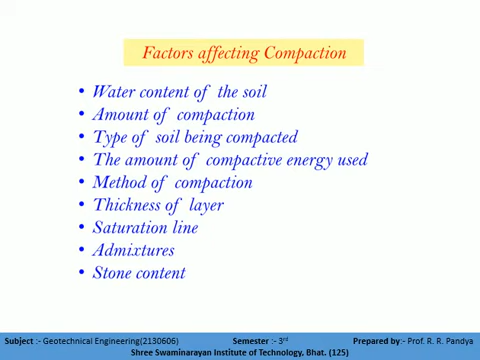 Factors affecting Compaction
• Water content of the soil
• Amount of compaction
• Type of soil being compacted
• The amount of compactive energy used
• Method of compaction
• Thickness of layer
• Saturation line
• Admixtures
• Stone content
Subject :- Geotechnical Engineering(2130606) Semester :- 3rd Prepared by:- Prof. R. R. Pandya
Shree Swaminarayan Institute of Technology, Bhat. (125)